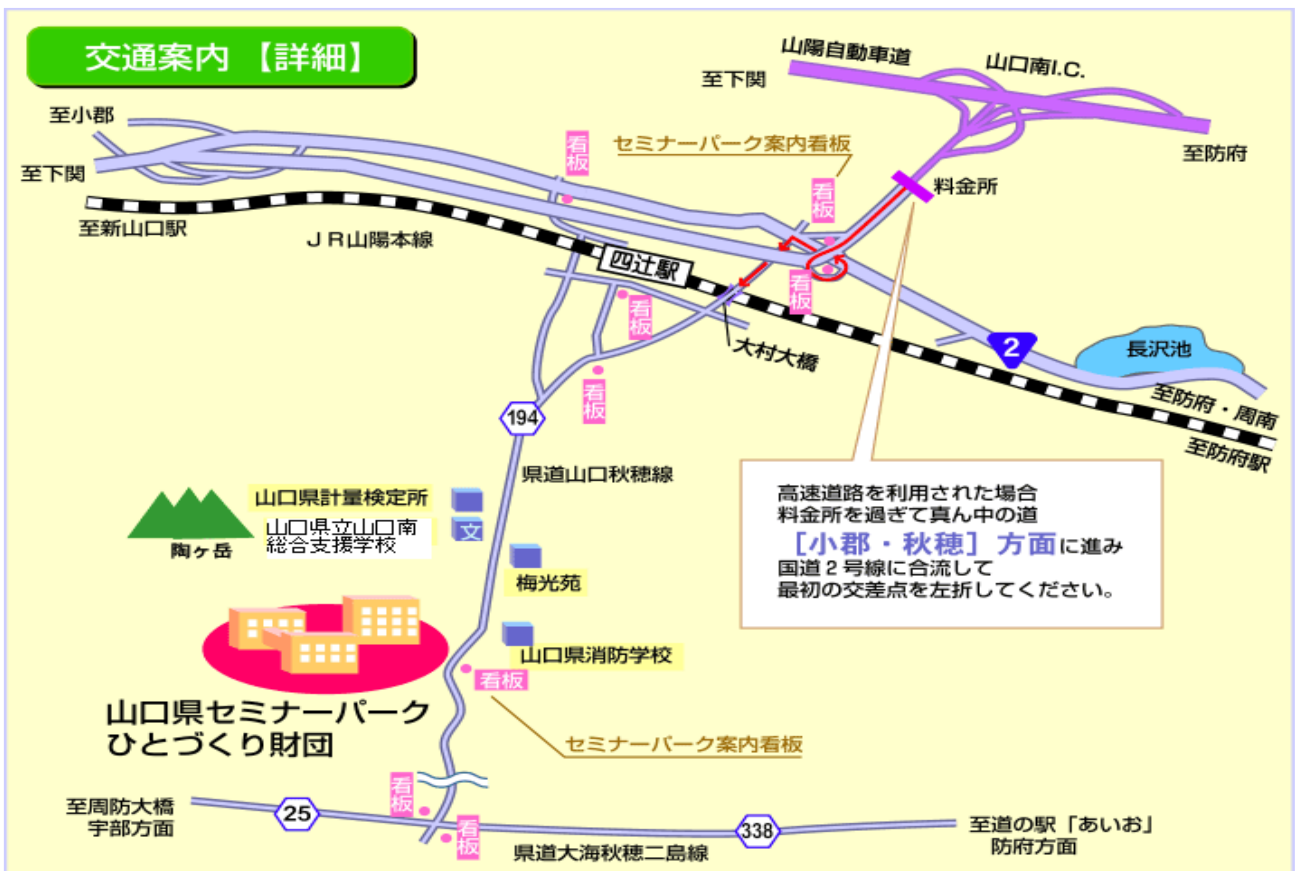 交通案内【詳細】
山陽自動車道
山口南I.C.
至下関
至防府
至小郡
至下関
看板
セミナーパーク案内看板
看板
料金所
至新山口駅
JR山陽本線
四辻駅
看板
看板
大村大橋
2
長沢池
看板
至防府・周南
至防府駅
194
県道山口秋穂線
高速道路を利用された場合
料金所を過ぎて真ん中の道
［小郡・秋穂］方面に進み
国道２号線に合流して
最初の交差点を左折してください。
山口県計量検定所
山口県立山口南
総合支援学校
文
陶ヶ岳
梅光苑
山口県消防学校
看板
山口県セミナーパーク
ひとづくり財団
セミナーパーク案内看板
看板
至周防大橋
宇部方面
25
看板
338
県道大海秋穂二島線
至道の駅「あいお」
防府方面